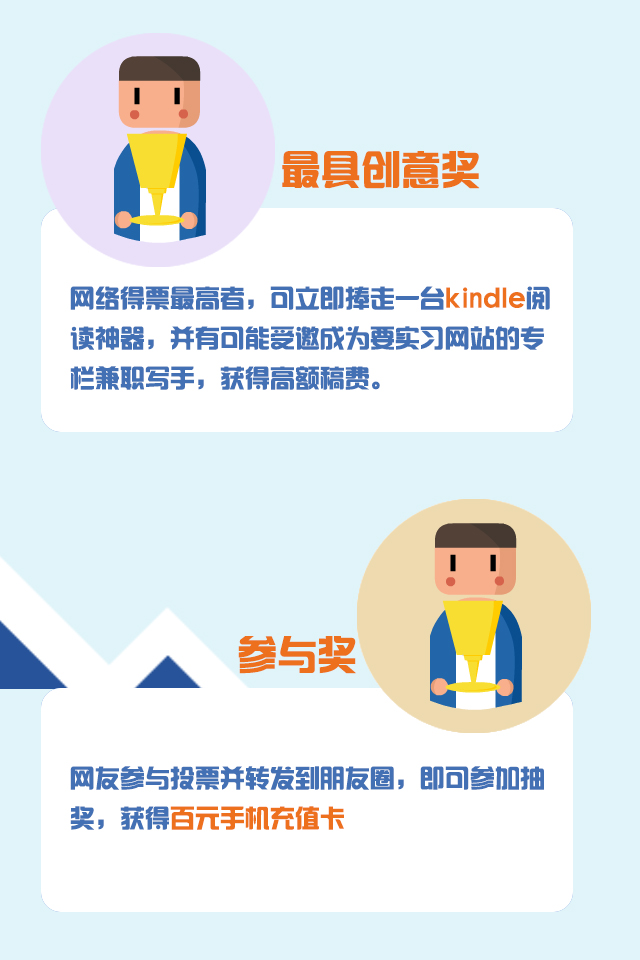 最具创意奖
网络得票最高者，可立即捧走一台kindle阅
读神器，并有可能受邀成为要实习网站的专
栏兼职写手，获得高额稿费。
参与奖
网友参与投票并转发到朋友圈，即可参加抽
奖，获得百元手机充值卡